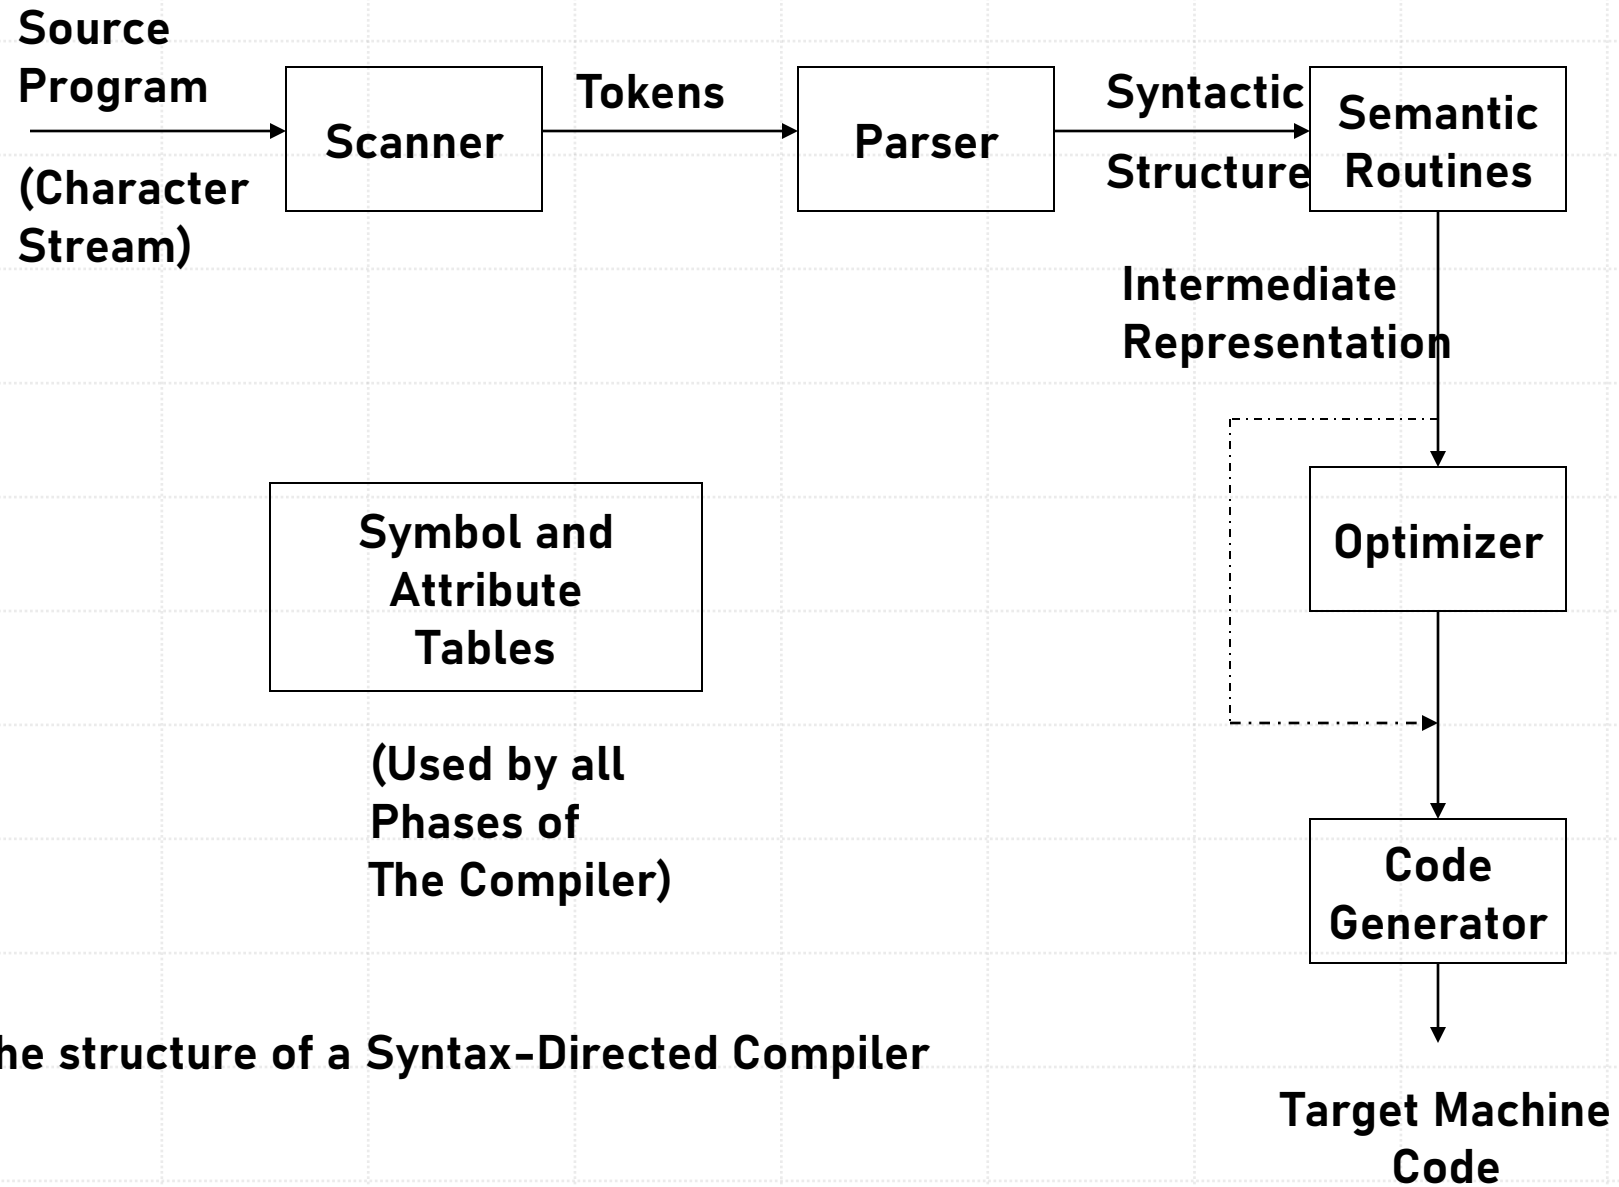 Source
Program
(Character
Stream)
Scanner
Tokens
Parser
Syntactic
Structure
Semantic
Routines
Intermediate
Representation
Optimizer
Symbol and
Attribute
Tables
(Used by all
Phases of
The Compiler)
Code
Generator
he structure of a Syntax-Directed Compiler
Target Machine
Code